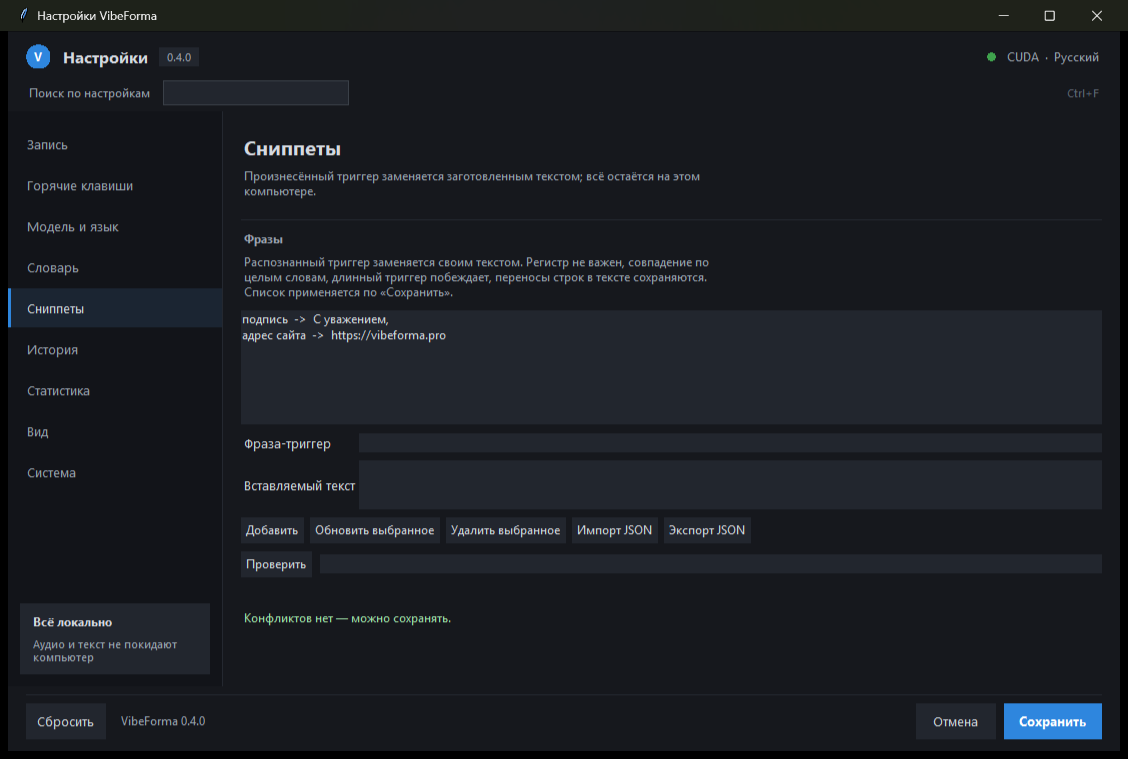 Настройки VibeForma
V
Настройки 0.4.0
CUDA · Русский
Поиск по настройкам
Ctrl+F
Запись
Горячие клавиши
Модель и язык
Словарь
Сниппеты
История
Статистика
Вид
Система
Всё локально
Аудио и текст не покидают
компьютер
Сниппеты
Произнесённый триггер заменяется заготовленным текстом; всё остаётся на этом
компьютере.
Фразы
Распознанный триггер заменяется своим текстом. Регистр не важен, совпадение по
целым словам, длинный триггер побеждает, переносы строк в тексте сохраняются.
Список применяется по «Сохранить».
подпись -> С уважением,
адрес сайта -> https://vibeforma.pro
Фраза-триггер
Вставляемый текст
Добавить Обновить выбранное Удалить выбранное Импорт JSON Экспорт JSON
Проверить
Конфликтов нет — можно сохранять.
Сбросить VibeForma 0.4.0
Отмена Сохранить